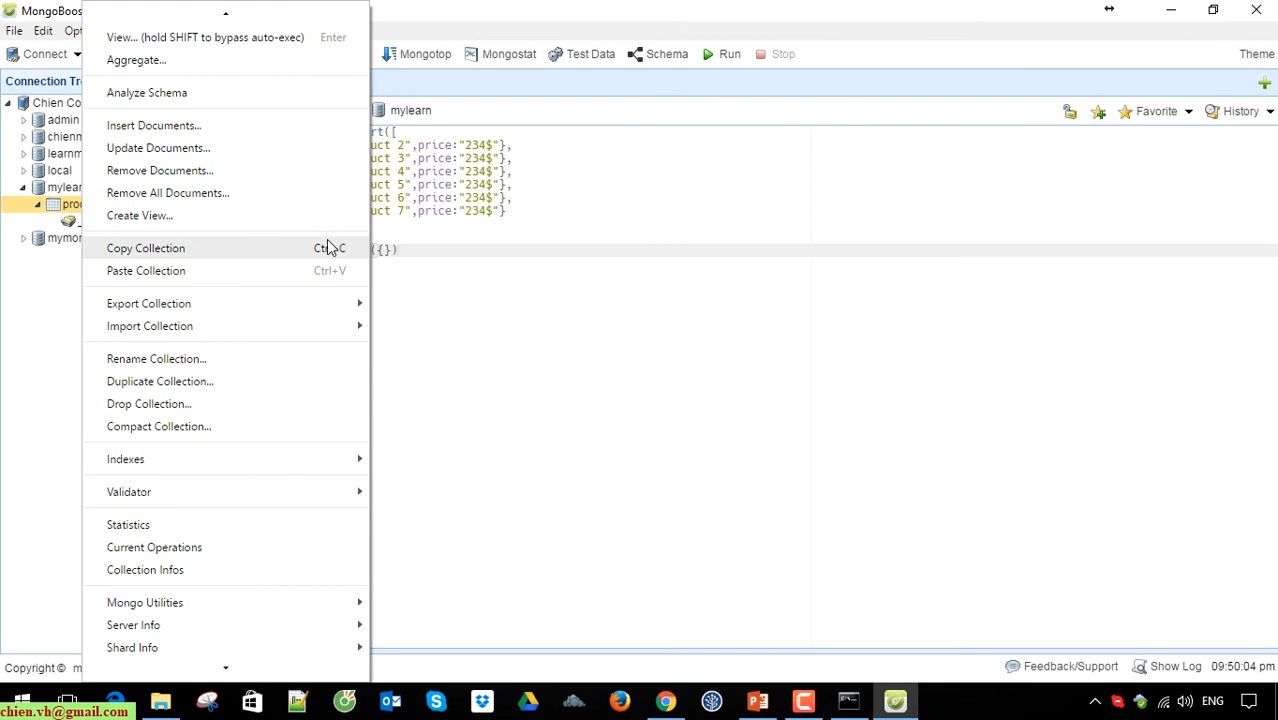 MongoBoos
File Edit Opt
Connect Mongotop Mongostat Test Data Schema Run Stop Theme
Connection Tr
Chien Co
admin
chienm
learnm
local
mylear
prod
mymon
View... (hold SHIFT to bypass auto-exec) Enter
Aggregate...
Analyze Schema
Insert Documents...
Update Documents...
Remove Documents...
Remove All Documents...
Create View...
Copy Collection Ctrl+C
Paste Collection Ctrl+V
Export Collection
Import Collection
Rename Collection...
Duplicate Collection...
Drop Collection...
Compact Collection...
Indexes
Validator
Statistics
Current Operations
Collection Infos
Mongo Utilities
Server Info
Shard Info
mylearn Favorite History
rt([
uct 2",price:"234$"},
uct 3",price:"234$"},
uct 4",price:"234$"},
uct 5",price:"234$"},
uct 6",price:"234$"},
uct 7",price:"234$"}
({})
Copyright © m Feedback/Support Show Log 09:50:04 pm
ENG
chien.vh@gmail.com